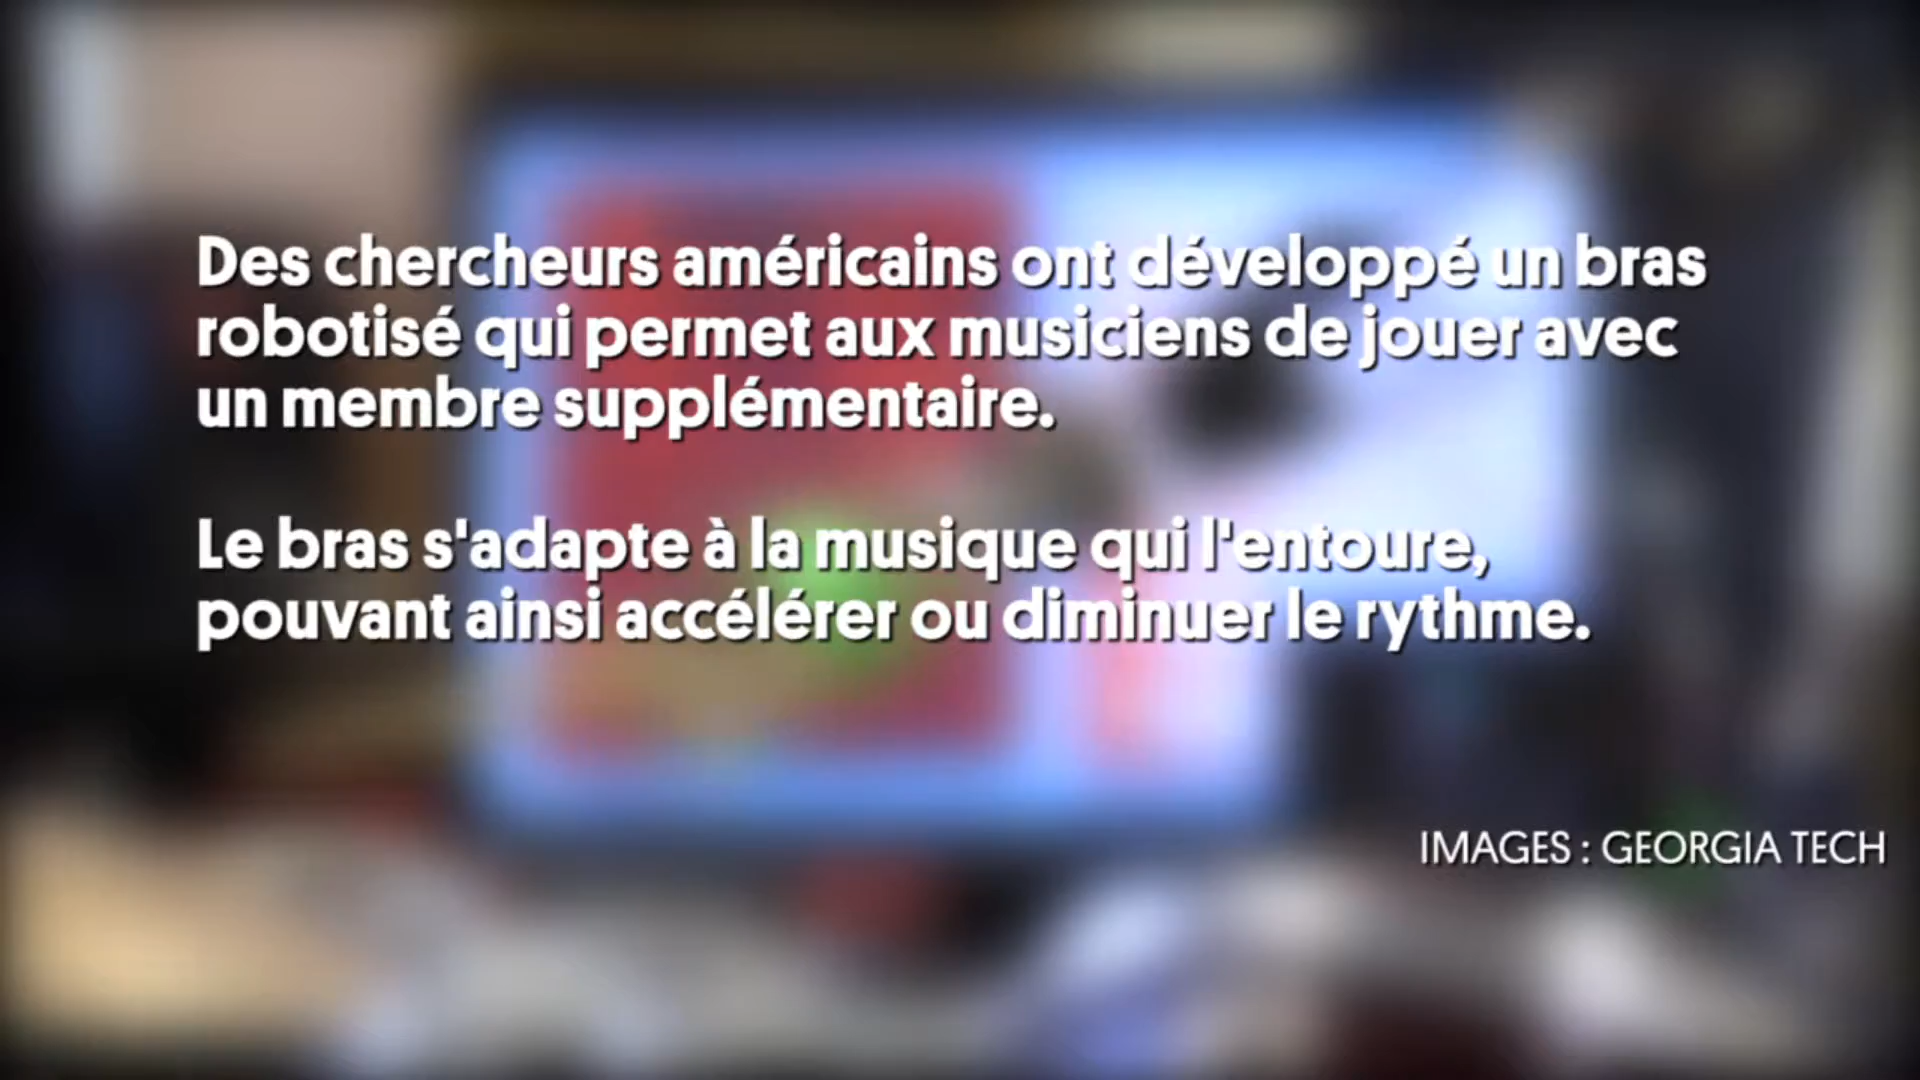 Des chercheurs américains ont développé un bras
robotisé qui permet aux musiciens de jouer avec
un membre supplémentaire.
Le bras s'adapte à la musique qui l'entoure,
pouvant ainsi accélérer ou diminuer le rythme.
IMAGES : GEORGIA TECH